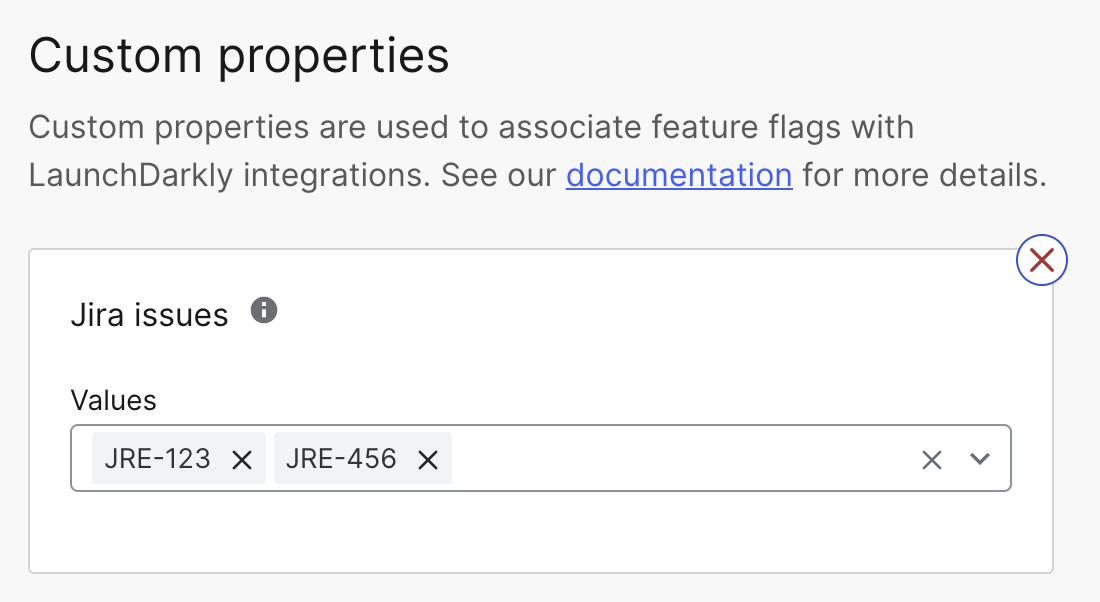 Custom properties
Custom properties are used to associate feature flags with
LaunchDarkly integrations. See our documentation for more details.
Jira issues
Values
JRE-123 JRE-456